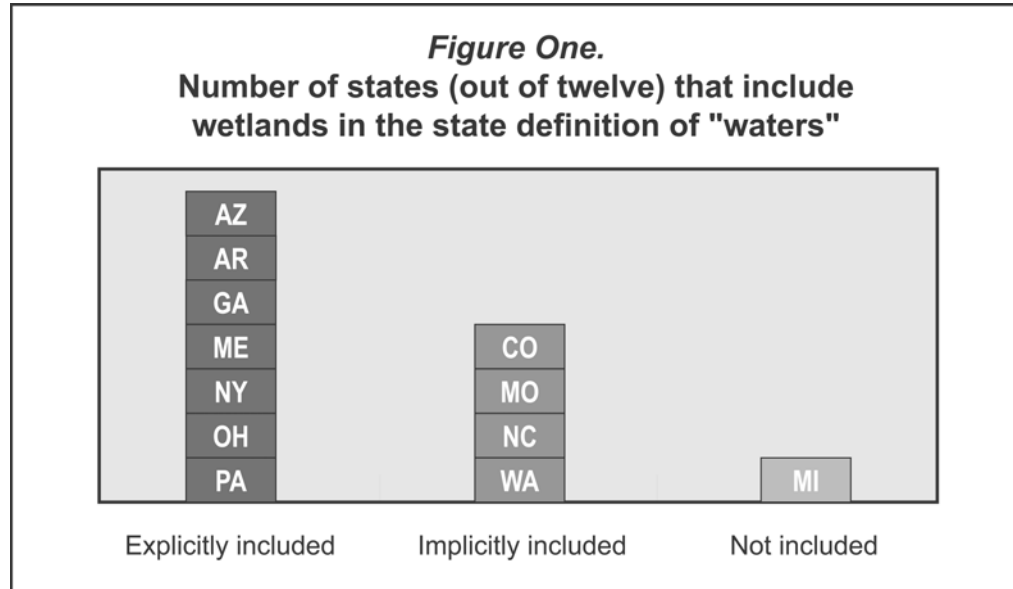 Figure One.
Number of states (out of twelve) that include
wetlands in the state definition of "waters"
AZ
AR
GA
ME
NY
OH
PA
CO
MO
NC
WA
MI
Explicitly included
Implicitly included
Not included